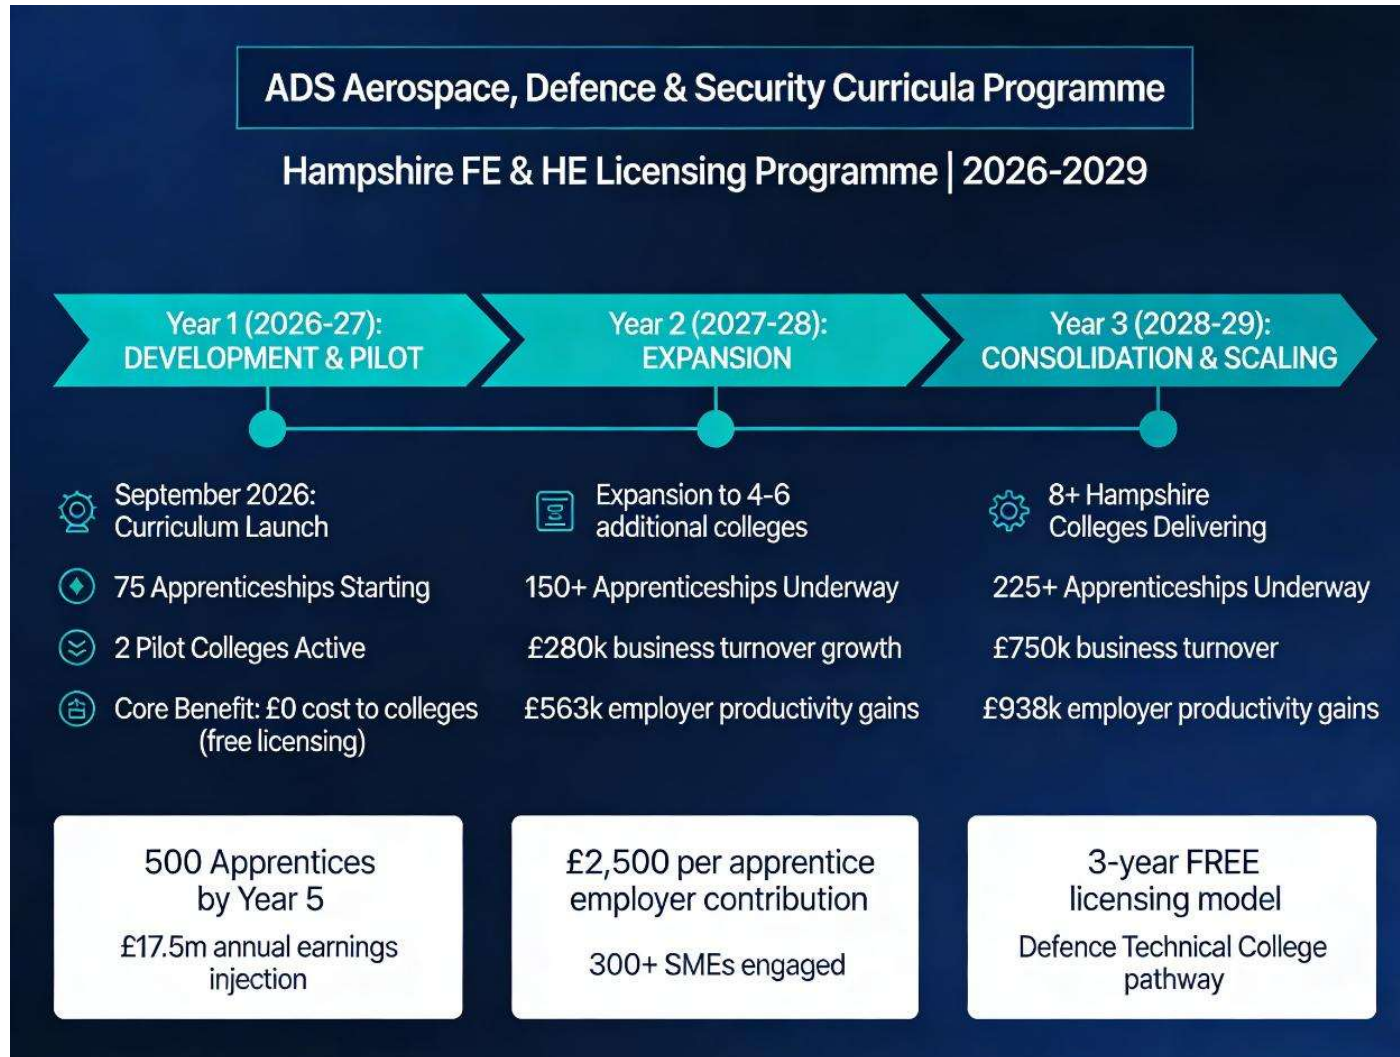 ADS Aerospace, Defence & Security Curricula Programme
Hampshire FE & HE Licensing Programme | 2026-2029
Year 1 (2026-27):
DEVELOPMENT & PILOT
Year 2 (2027-28):
EXPANSION
Year 3 (2028-29):
CONSOLIDATION & SCALING
September 2026:
Curriculum Launch
75 Apprenticeships Starting
2 Pilot Colleges Active
Core Benefit: £0 cost to colleges
(free licensing)
Expansion to 4-6
additional colleges
150+ Apprenticeships Underway
£280k business turnover growth
£563k employer productivity gains
8+ Hampshire
Colleges Delivering
225+ Apprenticeships Underway
£750k business turnover
£938k employer productivity gains
500 Apprentices
by Year 5
£17.5m annual earnings
injection
£2,500 per apprentice
employer contribution
300+ SMEs engaged
3-year FREE
licensing model
Defence Technical College
pathway